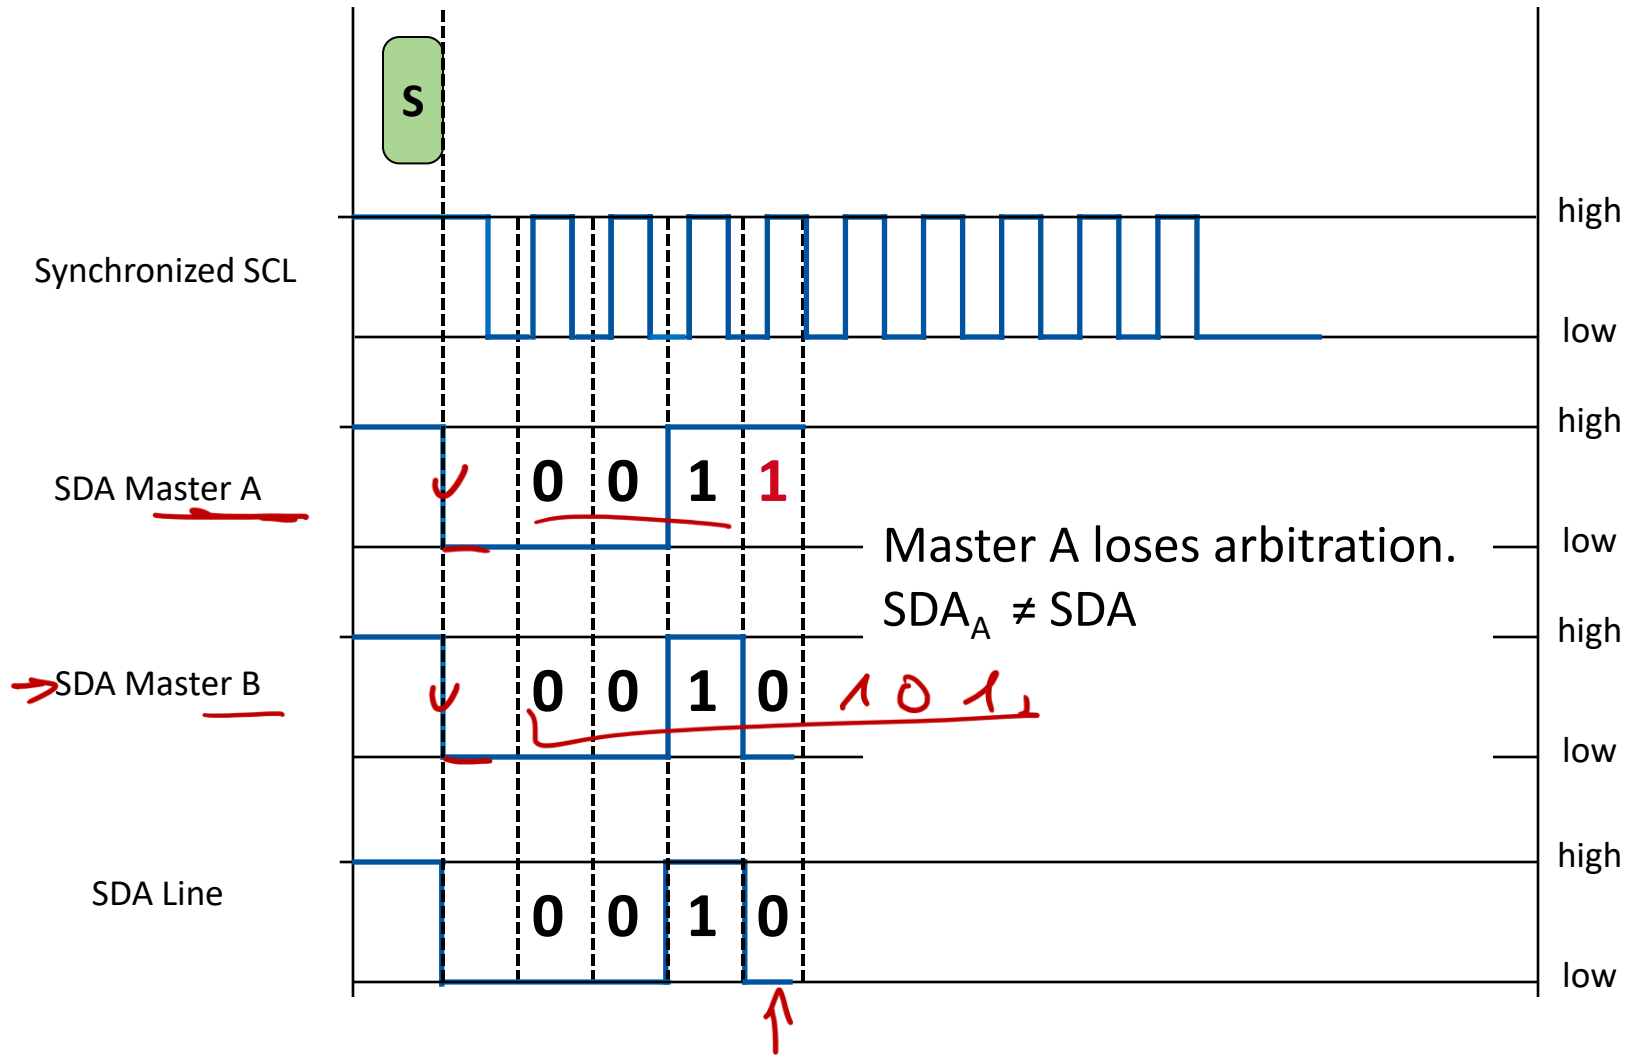 S
high
Synchronized SCL
low
high
SDA Master A 0 0 1 1
Master A loses arbitration.
low
SDA_A ≠ SDA
high
SDA Master B 0 0 1 0 1 0 1
low
high
SDA Line 0 0 1 0
low